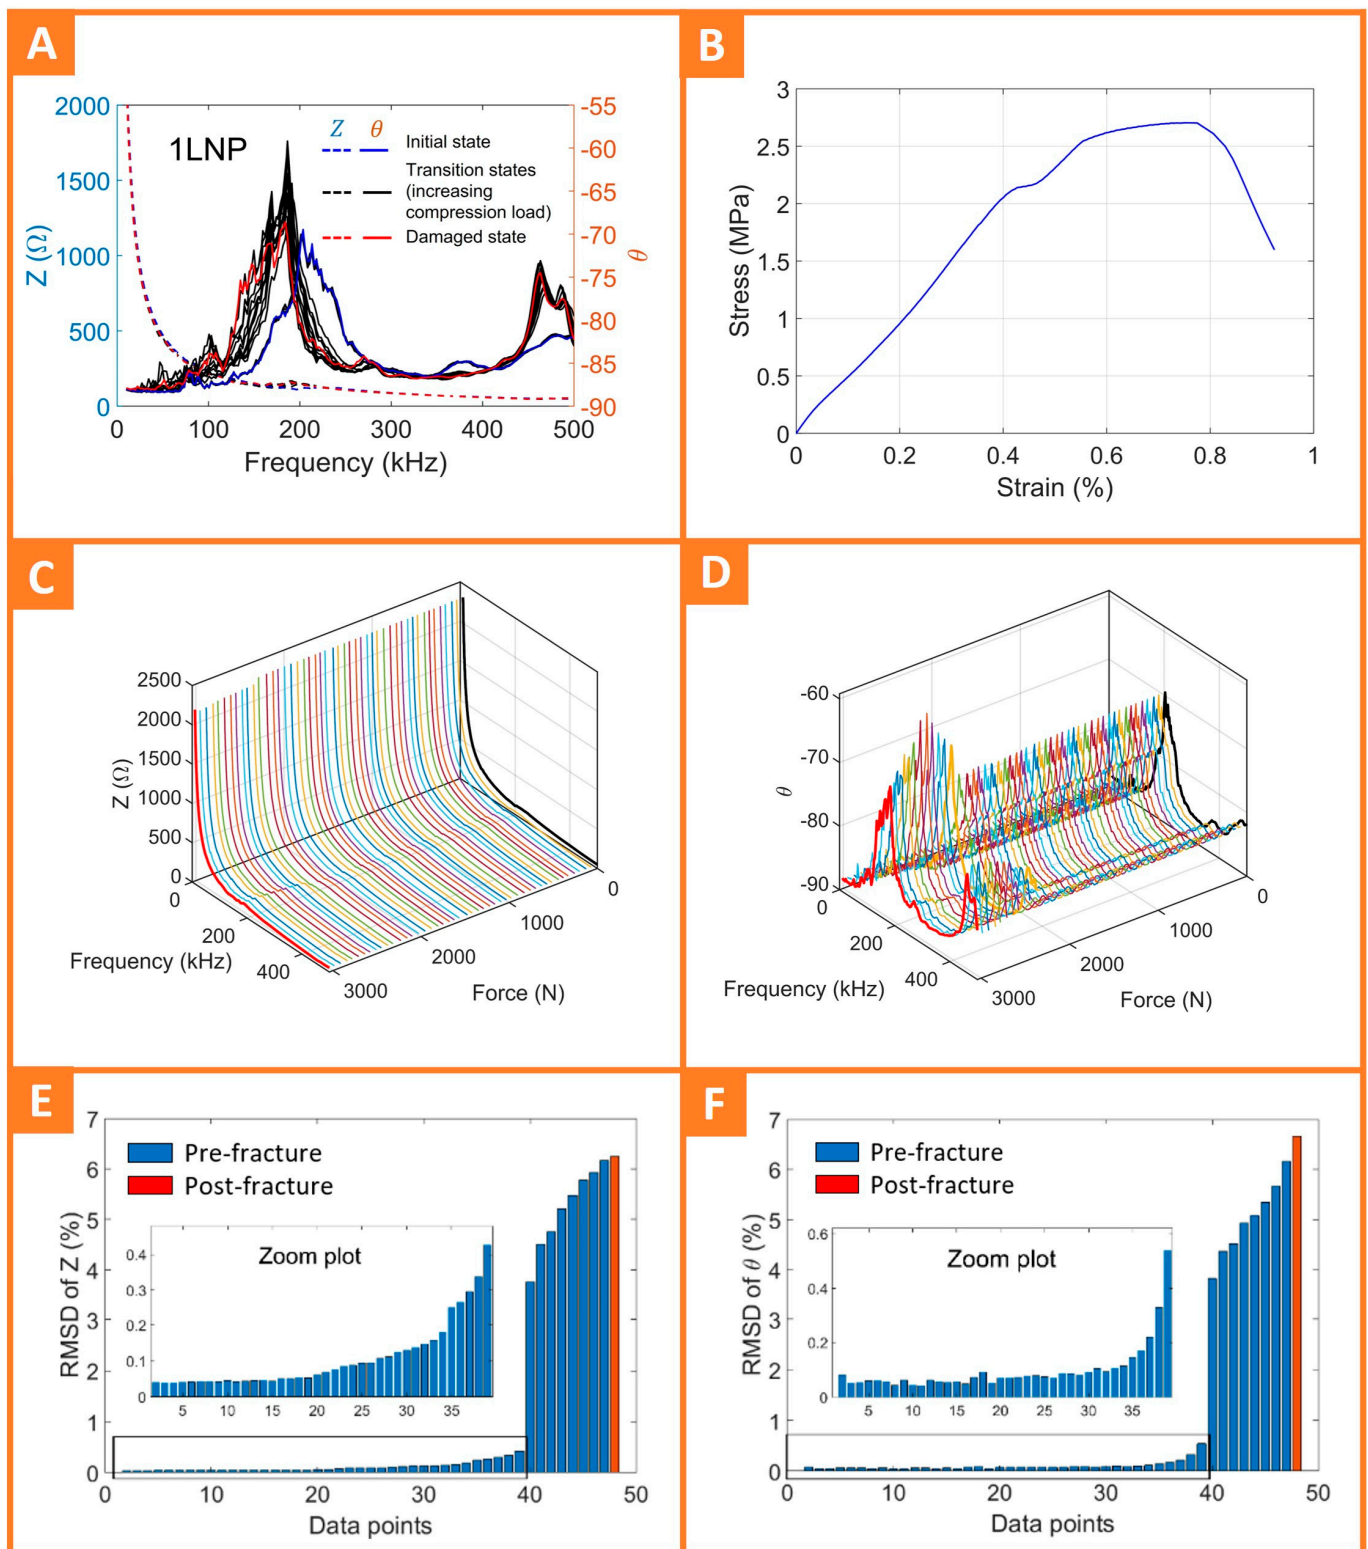 A
2000
1500
1000
500
0
Z (Ω)
1LNP
Z θ
Initial state
Transition states
(increasing
compression load)
Damaged state
-55
-60
-65
-70
-75
-80
-85
-90
θ
0 100 200 300 400 500
Frequency (kHz)
B
3
2.5
2
1.5
1
0.5
0
Stress (MPa)
0 0.2 0.4 0.6 0.8 1
Strain (%)
C
2500
2000
1500
1000
500
0
Z (Ω)
0
200
400
Frequency (kHz)
0
1000
2000
3000
Force (N)
D
-60
-70
-80
-90
θ
0
200
400
Frequency (kHz)
0
1000
2000
3000
Force (N)
E
7
6
5
4
3
2
1
0
RMSD of Z (%)
Pre-fracture
Post-fracture
Zoom plot
0.4
0.3
0.2
0.1
0
5 10 15 20 25 30 35
0 10 20 30 40 50
Data points
F
7
6
5
4
3
2
1
0
RMSD of θ (%)
Pre-fracture
Post-fracture
Zoom plot
0.6
0.4
0.2
0
5 10 15 20 25 30 35
0 10 20 30 40 50
Data points